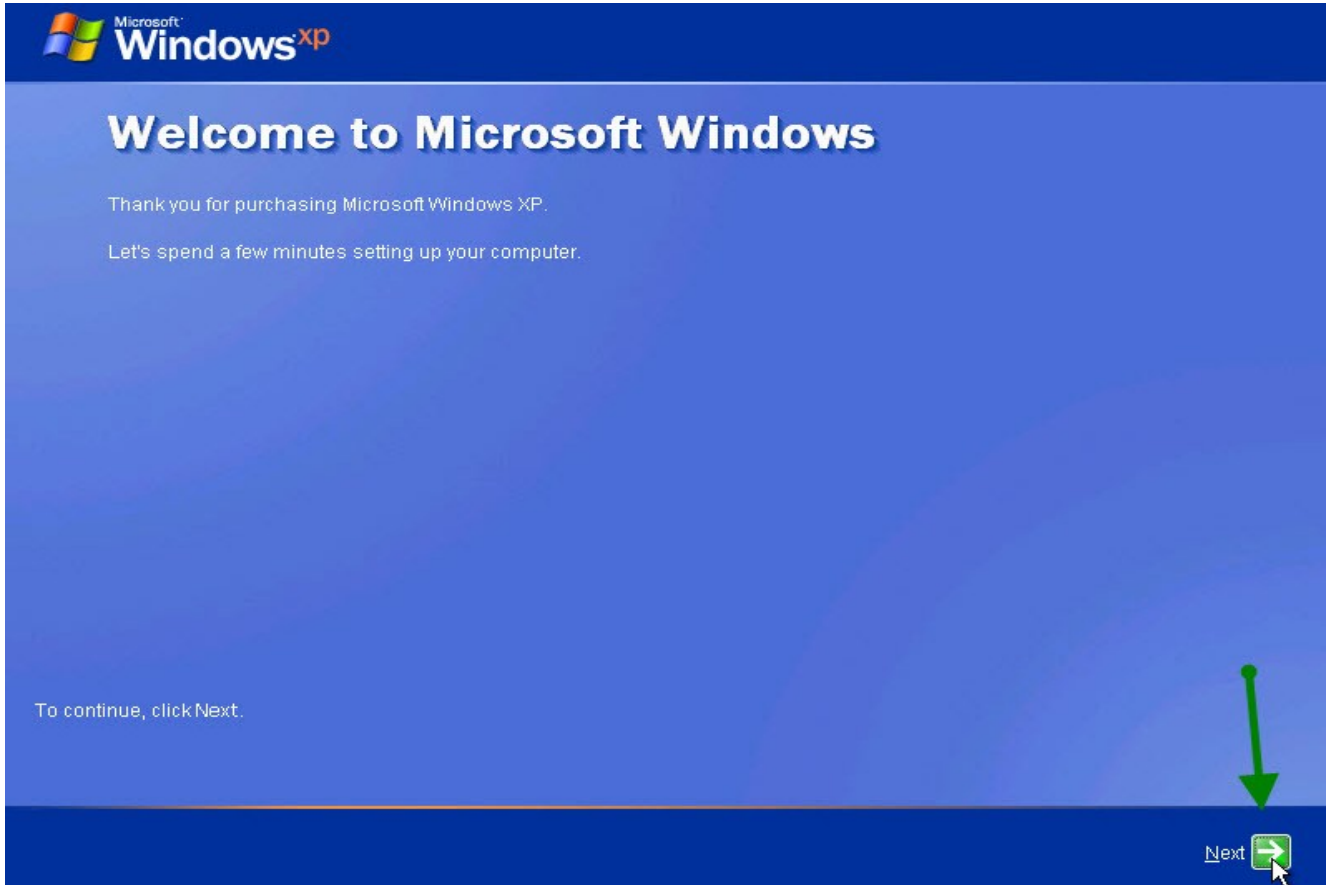 Microsoft
Windows xp
Welcome to Microsoft Windows
Thank you for purchasing Microsoft Windows XP.
Let's spend a few minutes setting up your computer.
To continue, click Next.
Next